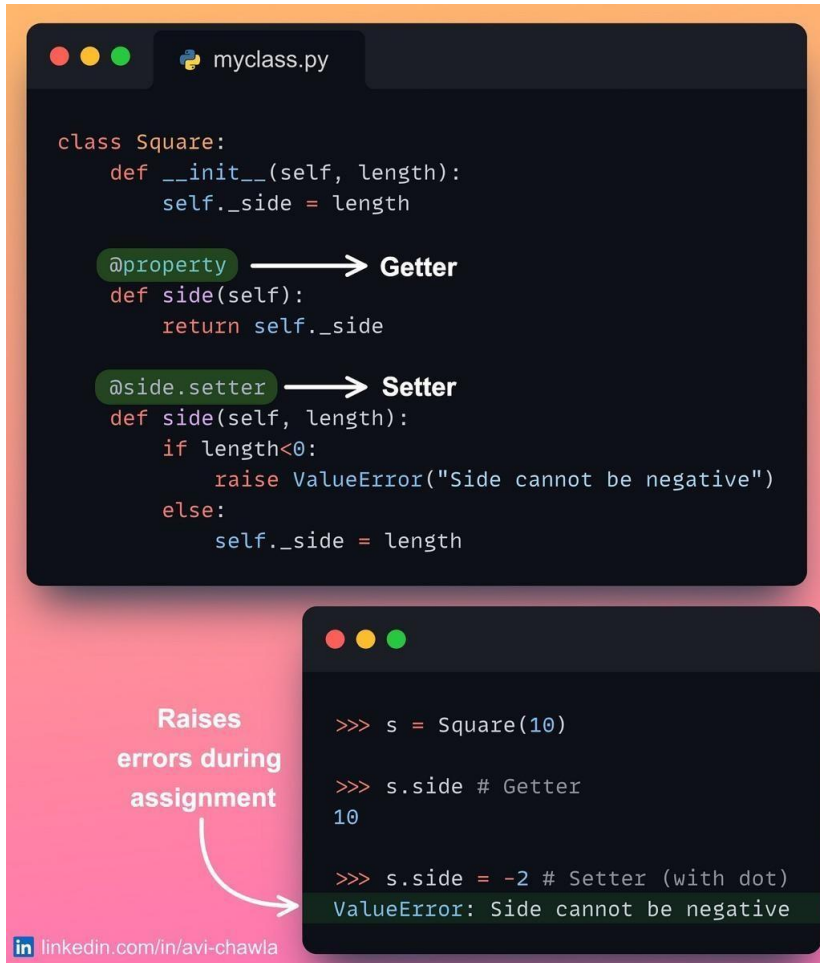 myclass.py
class Square:
    def __init__(self, length):
        self._side = length
    @property Getter
    def side(self):
        return self._side
    @side.setter Setter
    def side(self, length):
        if length<0:
            raise ValueError("Side cannot be negative")
        else:
            self._side = length
Raises
errors during
assignment
>>> s = Square(10)
>>> s.side # Getter
10
>>> s.side = -2 # Setter (with dot)
ValueError: Side cannot be negative
in linkedin.com/in/avi-chawla